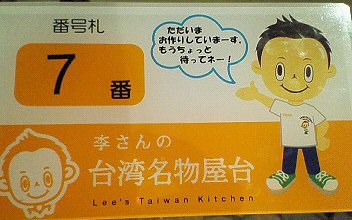 番号札
7番
ただいま
お作りしていまーす。
もうちょっと
待っててネー!
李さんの
台湾名物屋台
Lee's Taiwan Kitchen